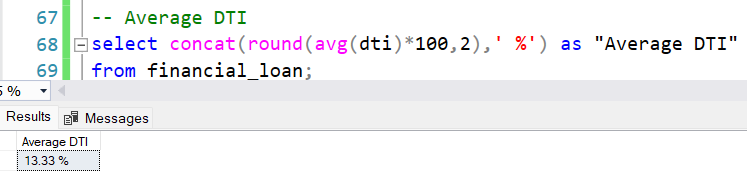 67 -- Average DTI
68 select concat(round(avg(dti)*100,2),' %') as "Average DTI"
69 from financial_loan;
5 %
Results Messages
Average DTI
13.33 %